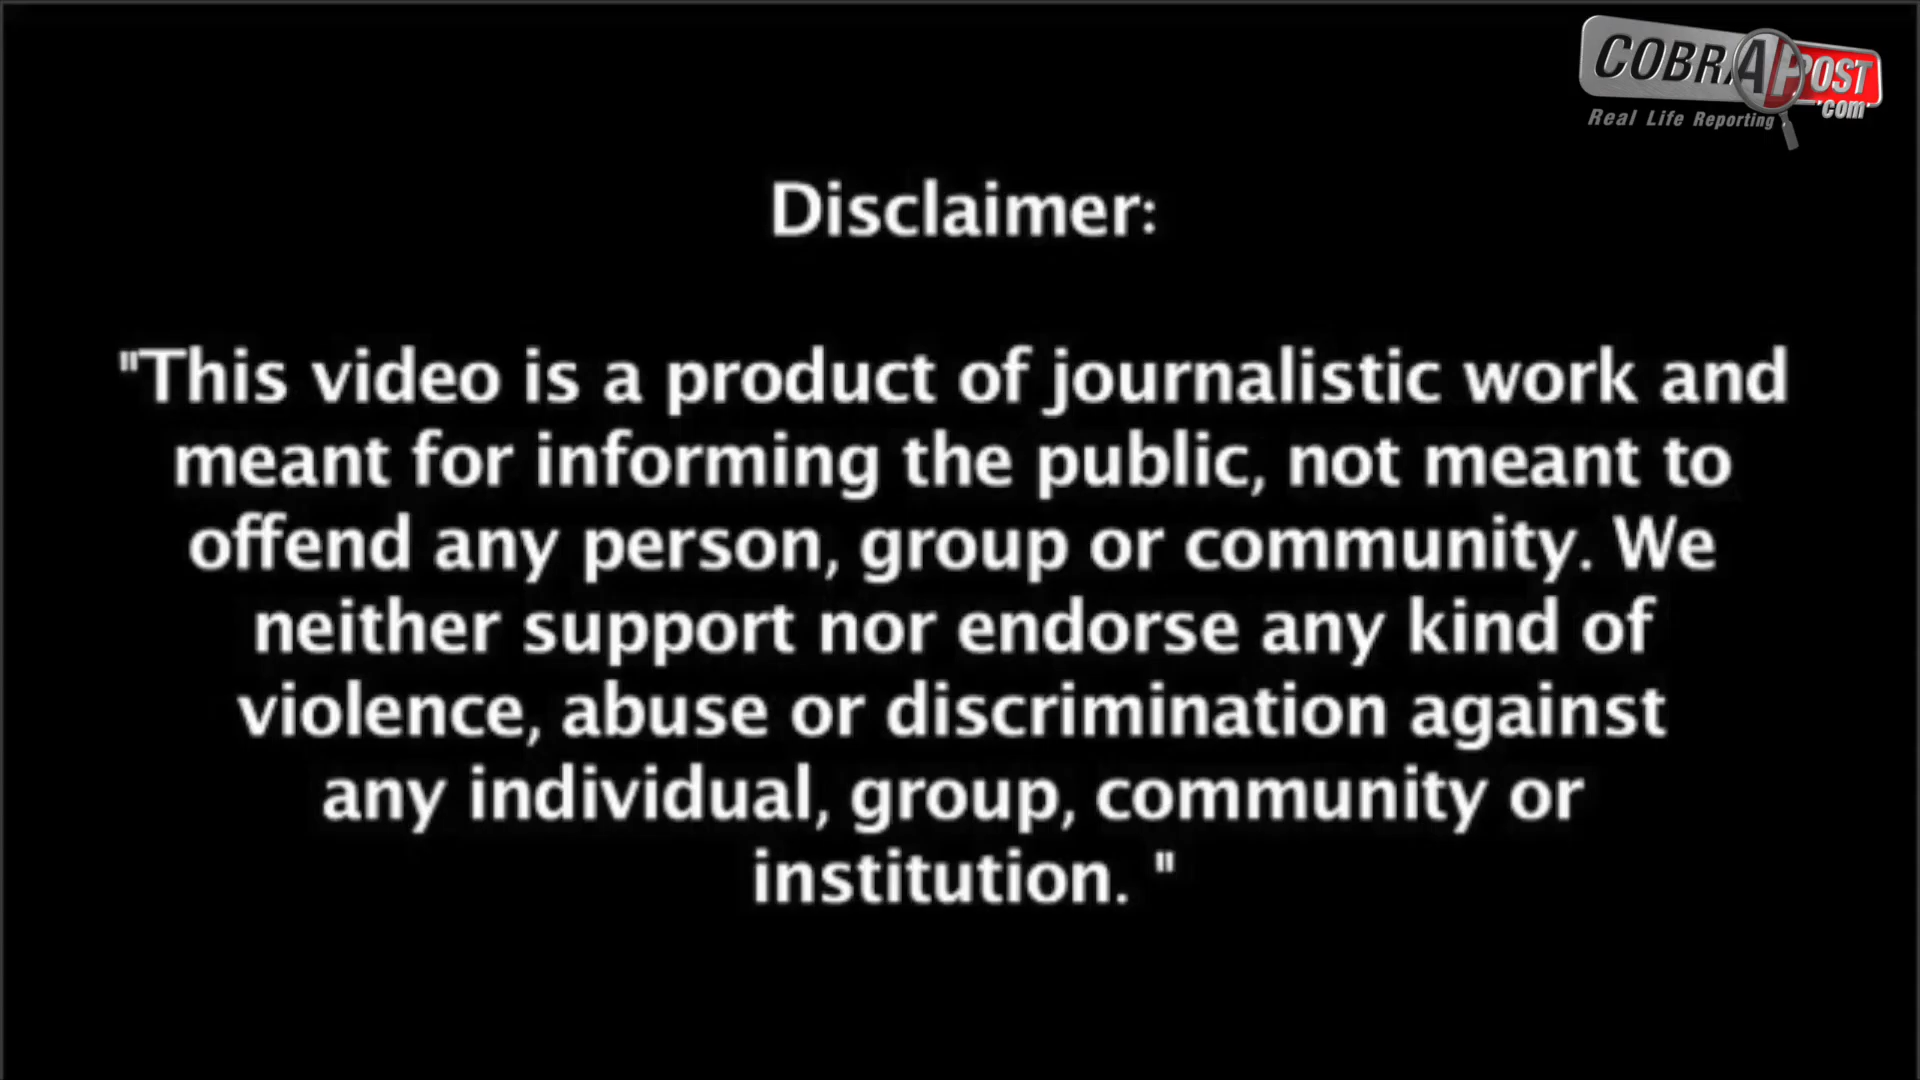 COBRAPOST
.com
Real Life Reporting
Disclaimer:
"This video is a product of journalistic work and
meant for informing the public, not meant to
offend any person, group or community. We
neither support nor endorse any kind of
violence, abuse or discrimination against
any individual, group, community or
institution. "